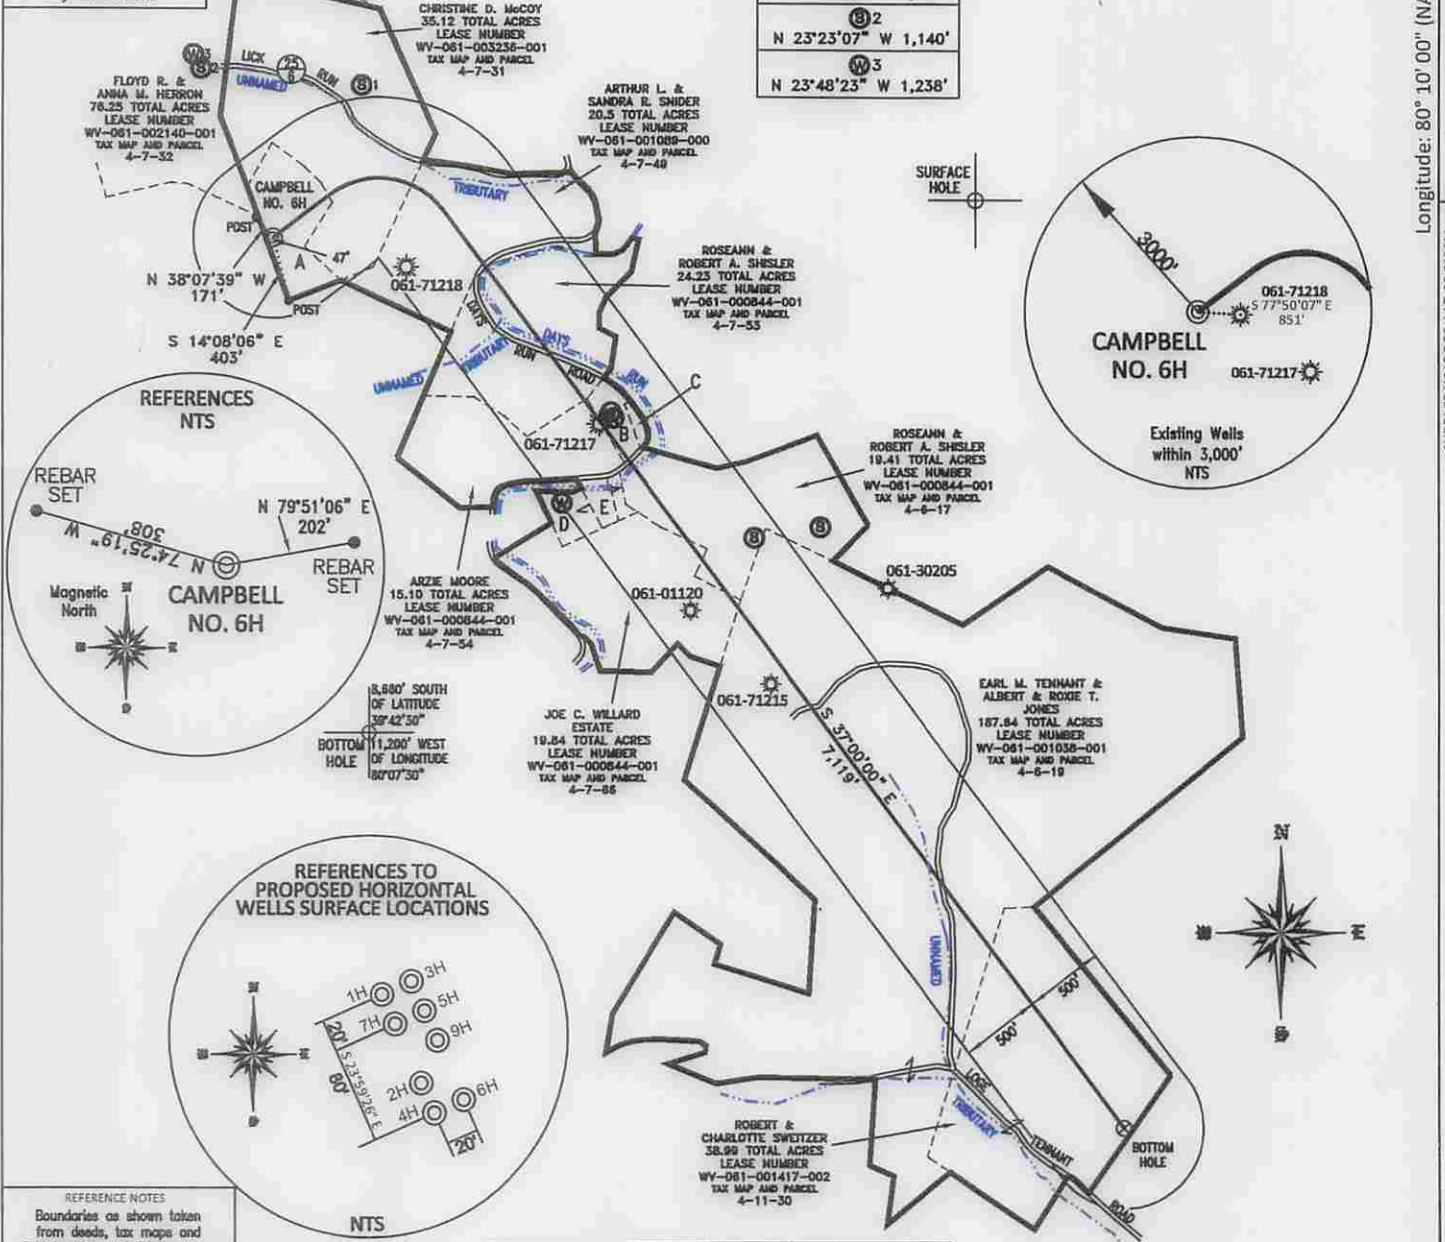 CHRISTINE D. McCOY
35.12 TOTAL ACRES
LEASE NUMBER
WV-061-003236-001
TAX MAP AND PARCEL
4-7-31
Ⓢ2
N 23°23'07" W 1,140'
Ⓦ3
N 23°48'23" W 1,238'
Longitude: 80° 10' 00" (NA
Ⓦ3
Ⓢ2
LICK
25
6
RUN
UNNAMED
Ⓢ1
FLOYD R. &
ANNA M. HERRON
76.25 TOTAL ACRES
LEASE NUMBER
WV-061-002140-001
TAX MAP AND PARCEL
4-7-32
ARTHUR L. &
SANDRA R. SNIDER
20.5 TOTAL ACRES
LEASE NUMBER
WV-061-001089-000
TAX MAP AND PARCEL
4-7-49
TRIBUTARY
CAMPBELL
NO. 6H
POST
A
47'
N 38°07'39" W
171'
POST
S 14°08'06" E
403'
061-71218
SURFACE
HOLE
3000'
061-71218
S 77°50'07" E
851'
CAMPBELL
NO. 6H
061-71217
Existing Wells
within 3,000'
NTS
ROSEANN &
ROBERT A. SHISLER
24.23 TOTAL ACRES
LEASE NUMBER
WV-061-000844-001
TAX MAP AND PARCEL
4-7-53
DAYS
RUN
ROAD
DAYS
RUN
UNNAMED
TRIBUTARY
C
B
061-71217
REFERENCES
NTS
REBAR
SET
N 79°51'06" E
202'
N 74°25'19" W
308'
REBAR
SET
CAMPBELL
NO. 6H
Magnetic
North
N
S
ROSEANN &
ROBERT A. SHISLER
19.41 TOTAL ACRES
LEASE NUMBER
WV-061-000844-001
TAX MAP AND PARCEL
4-6-17
Ⓦ
D
E
Ⓢ
Ⓢ
061-30205
061-01120
ARZIE MOORE
15.10 TOTAL ACRES
LEASE NUMBER
WV-061-000844-001
TAX MAP AND PARCEL
4-7-54
061-71215
8,680' SOUTH
OF LATITUDE
39°42'30"
BOTTOM
HOLE
11,200' WEST
OF LONGITUDE
80°07'30"
JOE C. WILLARD
ESTATE
19.84 TOTAL ACRES
LEASE NUMBER
WV-061-000844-001
TAX MAP AND PARCEL
4-7-66
S 37°00'00" E
7,119'
EARL M. TENNANT &
ALBERT & ROXIE T.
JONES
187.84 TOTAL ACRES
LEASE NUMBER
WV-061-001038-001
TAX MAP AND PARCEL
4-6-19
N
E
S
REFERENCES TO
PROPOSED HORIZONTAL
WELLS SURFACE LOCATIONS
1H
3H
5H
7H
9H
20'
S 23°59'26" E
80'
2H
4H
6H
20'
NTS
UNNAMED
500'
500'
LOGE
TRIBUTARY
TENNANT
ROAD
BOTTOM
HOLE
ROBERT &
CHARLOTTE SWEITZER
38.99 TOTAL ACRES
LEASE NUMBER
WV-061-001417-002
TAX MAP AND PARCEL
4-11-30
REFERENCE NOTES
Boundaries as shown taken
from deeds, tax maps and